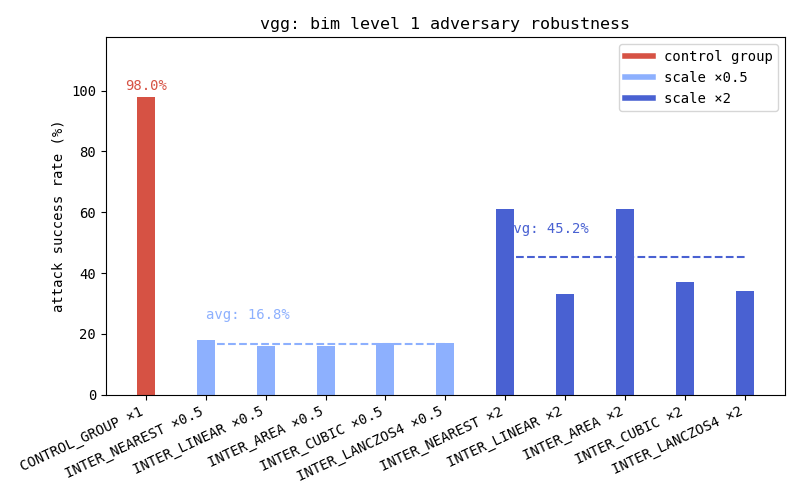 vgg: bim level 1 adversary robustness
control group
scale ×0.5
scale ×2
attack success rate (%)
100
80
60
40
20
0
98.0%
avg: 16.8%
vg: 45.2%
CONTROL_GROUP ×1
INTER_NEAREST ×0.5
INTER_LINEAR ×0.5
INTER_AREA ×0.5
INTER_CUBIC ×0.5
INTER_LANCZOS4 ×0.5
INTER_NEAREST ×2
INTER_LINEAR ×2
INTER_AREA ×2
INTER_CUBIC ×2
INTER_LANCZOS4 ×2